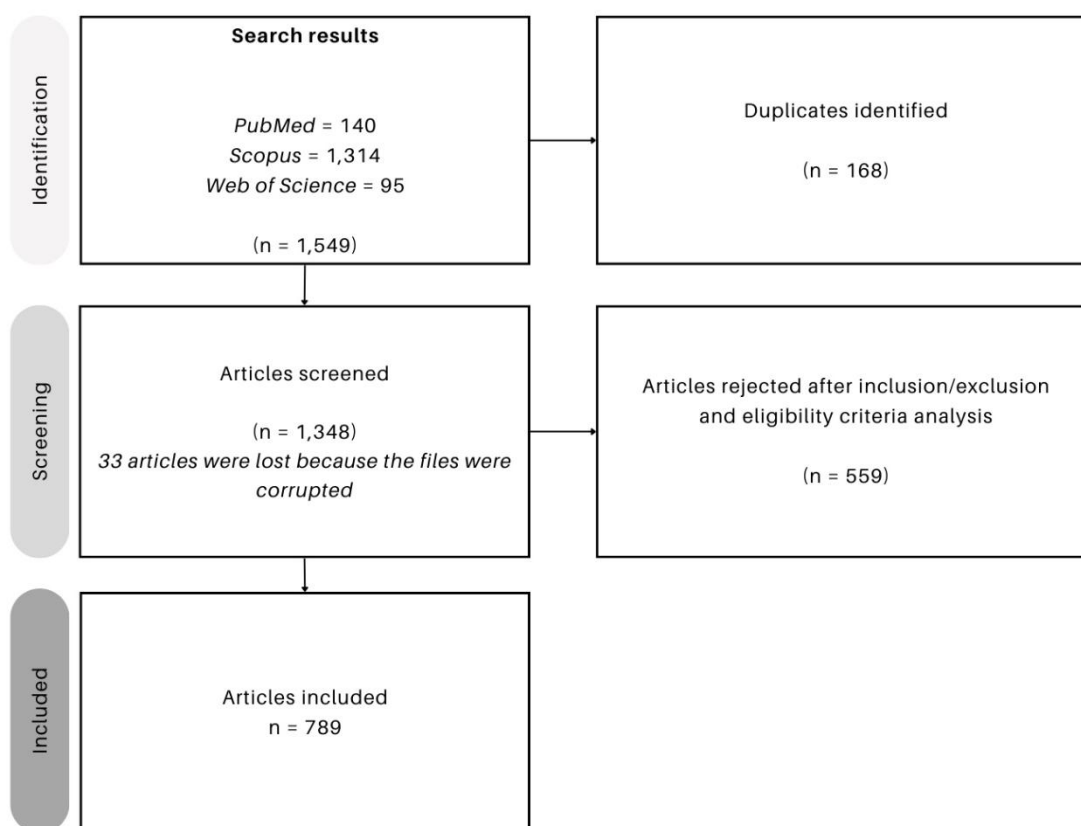 Identification
Search results
PubMed = 140
Scopus = 1,314
Web of Science = 95
(n = 1,549)
Duplicates identified
(n = 168)
Screening
Articles screened
(n = 1,348)
33 articles were lost because the files were
corrupted
Articles rejected after inclusion/exclusion
and eligibility criteria analysis
(n = 559)
Included
Articles included
n = 789